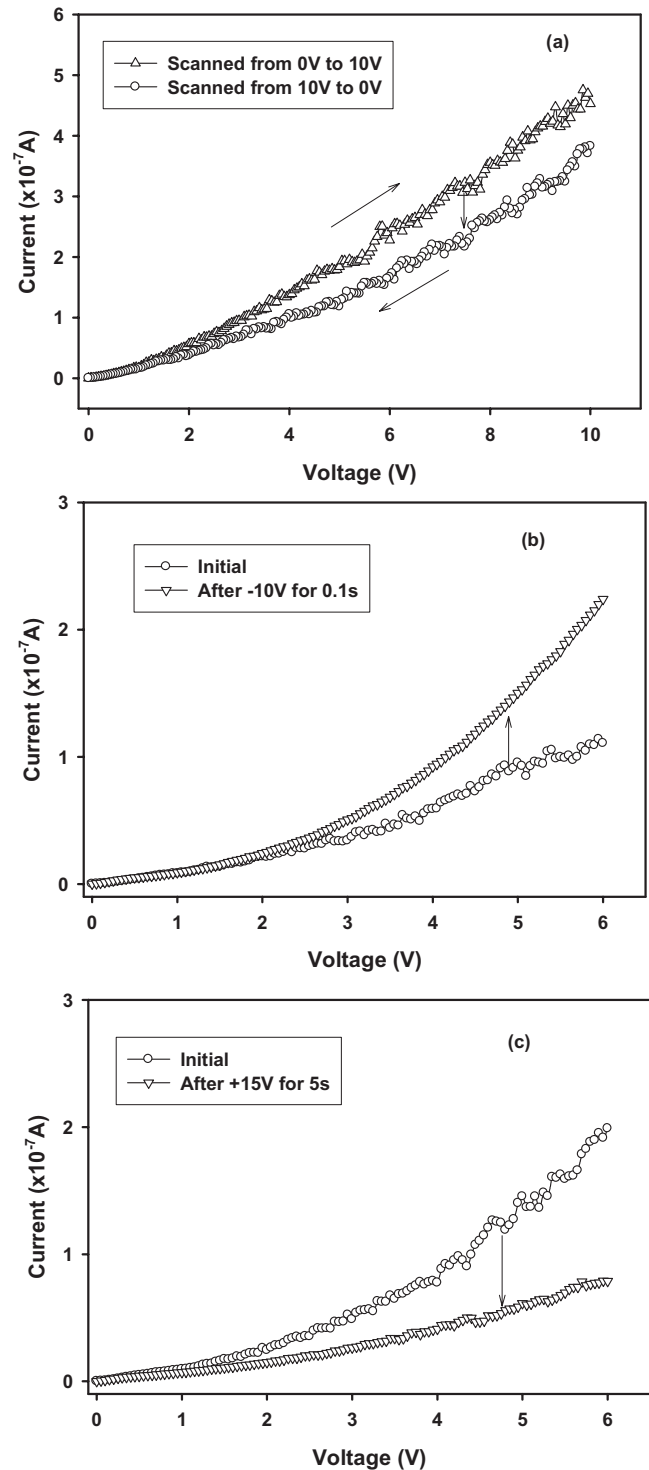 (a)
Scanned from 0V to 10V
Scanned from 10V to 0V
Current (x10-7A)
6
5
4
3
2
1
0
0 2 4 6 8 10
Voltage (V)
(b)
Initial
After -10V for 0.1s
Current (x10-7A)
3
2
1
0
0 1 2 3 4 5 6
Voltage (V)
(c)
Initial
After +15V for 5s
Current (x10-7A)
3
2
1
0
0 1 2 3 4 5 6
Voltage (V)